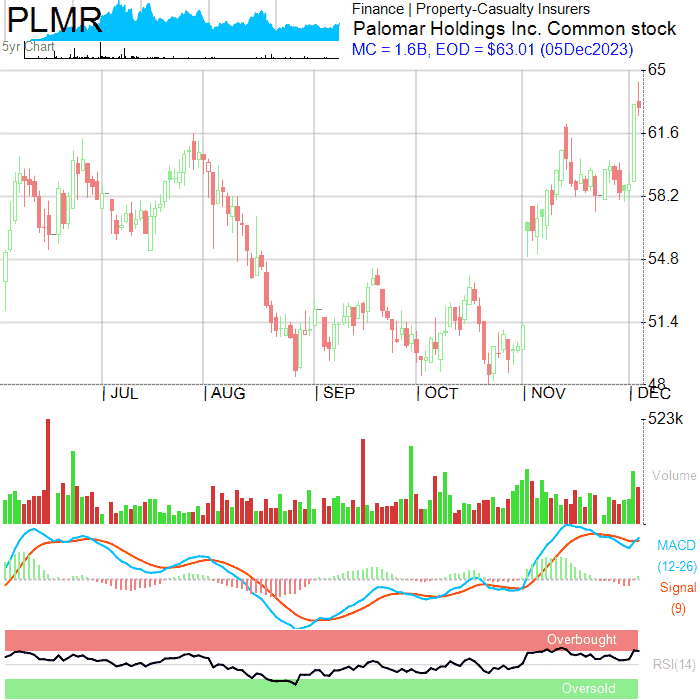 PLMR
5yr Chart
Finance | Property-Casualty Insurers
Palomar Holdings Inc. Common stock
MC = 1.6B, EOD = $63.01 (05Dec2023)
65
61.6
58.2
54.8
51.4
48
| JUL | AUG | SEP | OCT | NOV | DEC
523k
Volume
MACD
(12-26)
Signal
(9)
Overbought
RSI(14)
Oversold